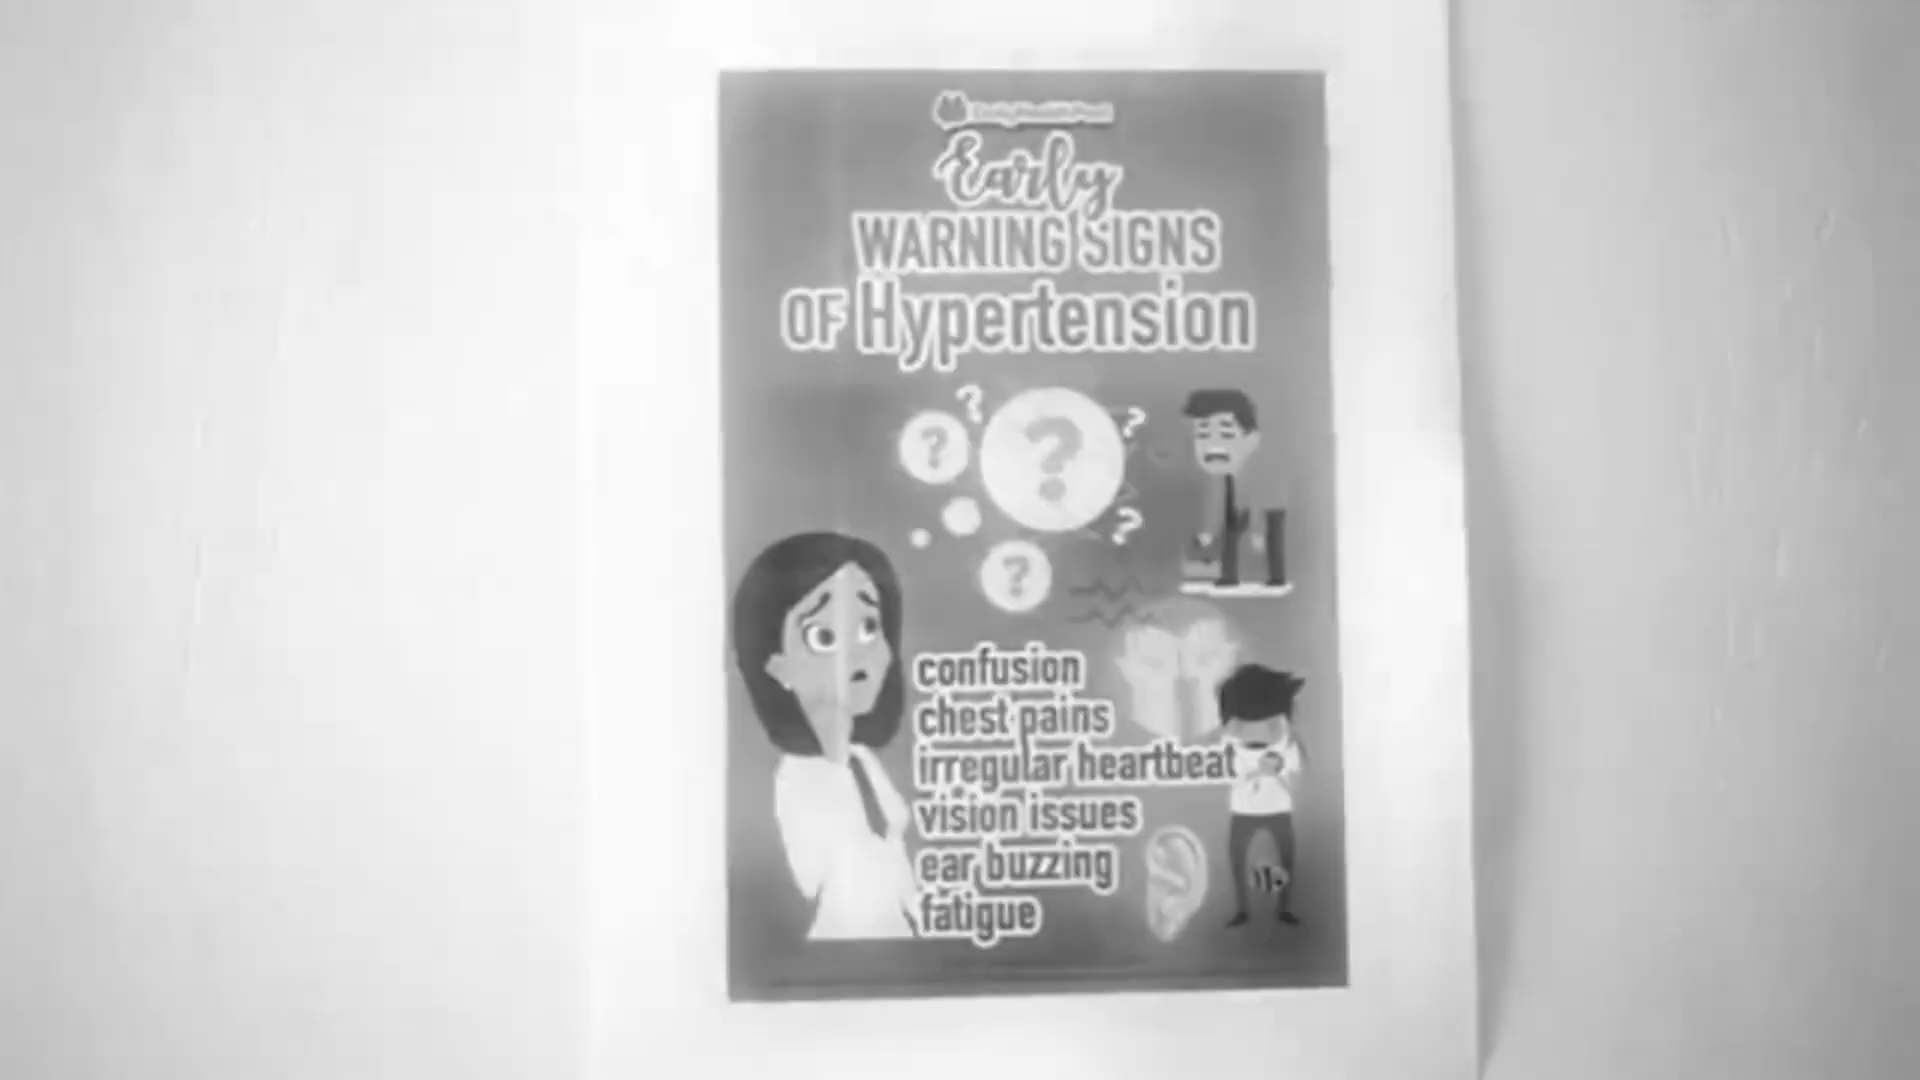 Early
WARNING SIGNS
OF Hypertension
?
?
?
?
?
?
confusion
chest pains
irregular heartbeat
vision issues
ear buzzing
fatigue